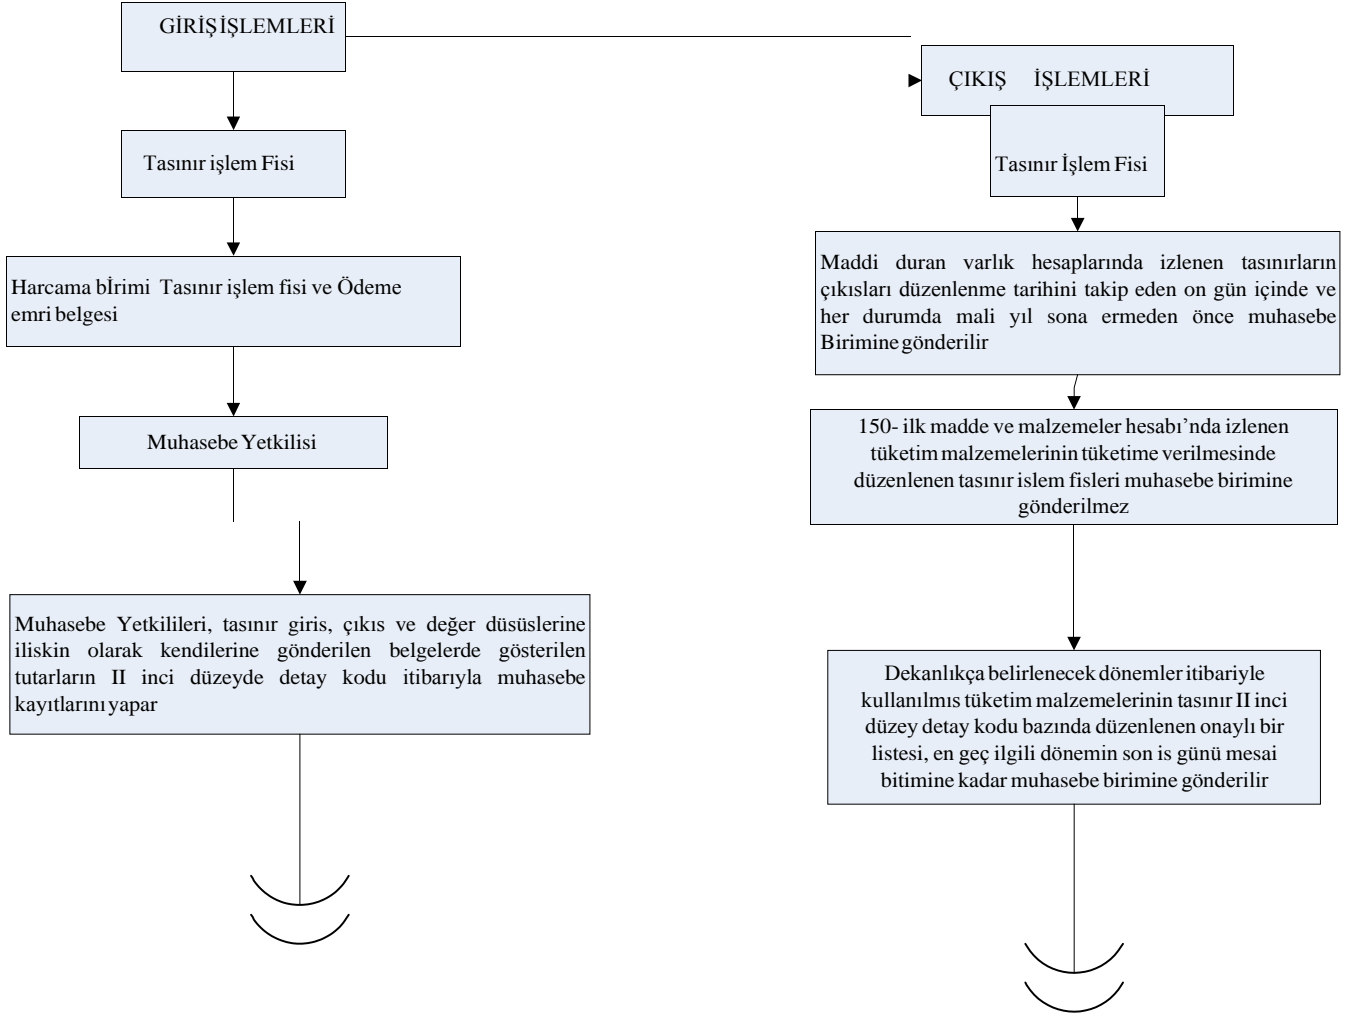 GİRİŞ İŞLEMLERİ
Tasınır işlem Fisi
Harcama bİrimi Tasınır işlem fisi ve Ödeme
emri belgesi
Muhasebe Yetkilisi
Muhasebe Yetkilileri, tasınır giris, çıkıs ve değer düsüslerine
iliskin olarak kendilerine gönderilen belgelerde gösterilen
tutarların II inci düzeyde detay kodu itibarıyla muhasebe
kayıtlarını yapar
ÇIKIŞ İŞLEMLERİ
Tasınır İşlem Fisi
Maddi duran varlık hesaplarında izlenen tasınırların
çıkısları düzenlenme tarihini takip eden on gün içinde ve
her durumda mali yıl sona ermeden önce muhasebe
Birimine gönderilir
150- ilk madde ve malzemeler hesabı’nda izlenen
tüketim malzemelerinin tüketime verilmesinde
düzenlenen tasınır islem fisleri muhasebe birimine
gönderilmez
Dekanlıkça belirlenecek dönemler itibariyle
kullanılmıs tüketim malzemelerinin tasınır II inci
düzey detay kodu bazında düzenlenen onaylı bir
listesi, en geç ilgili dönemin son is günü mesai
bitimine kadar muhasebe birimine gönderilir